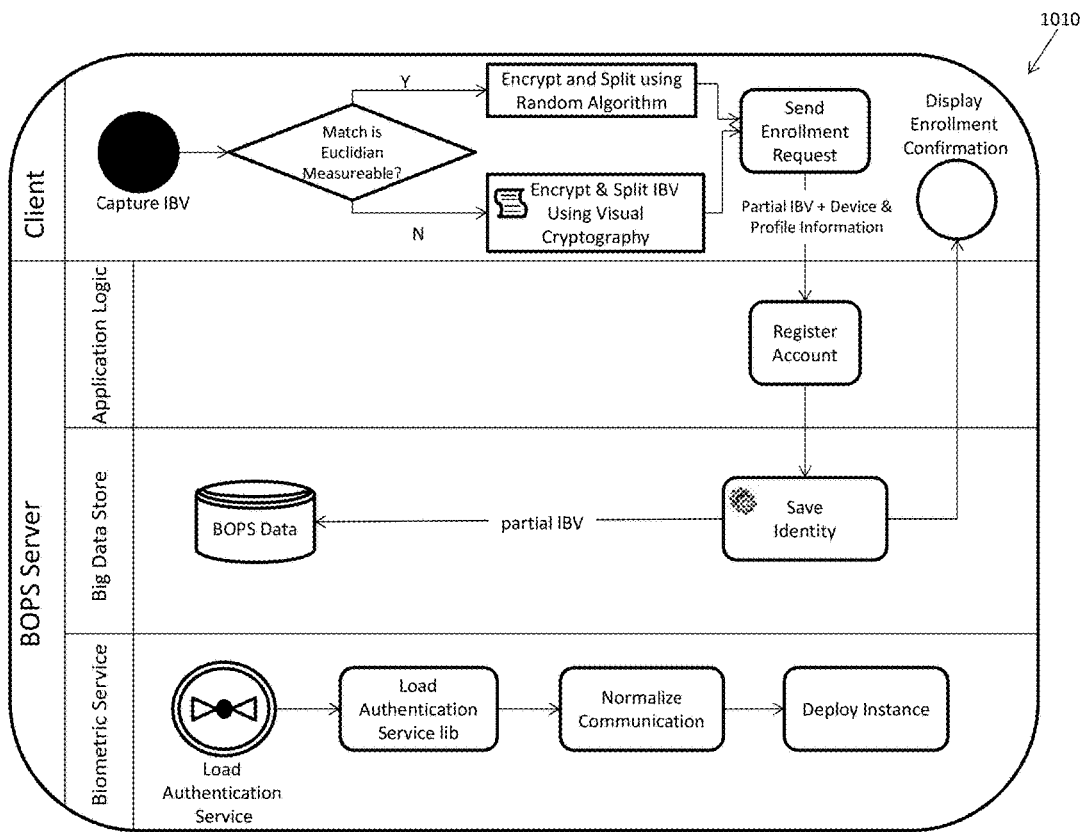 1010
Client
Capture IBV
Match is
Euclidian
Measureable?
Y
N
Encrypt and Split using
Random Algorithm
Encrypt & Split IBV
Using Visual
Cryptography
Send
Enrollment
Request
Display
Enrollment
Confirmation
Partial IBV + Device &
Profile Information
BOPS Server
Application Logic
Register
Account
Big Data Store
BOPS Data
partial IBV
Save
Identity
Biometric Service
Load
Authentication
Service
Load
Authentication
Service lib
Normalize
Communication
Deploy Instance